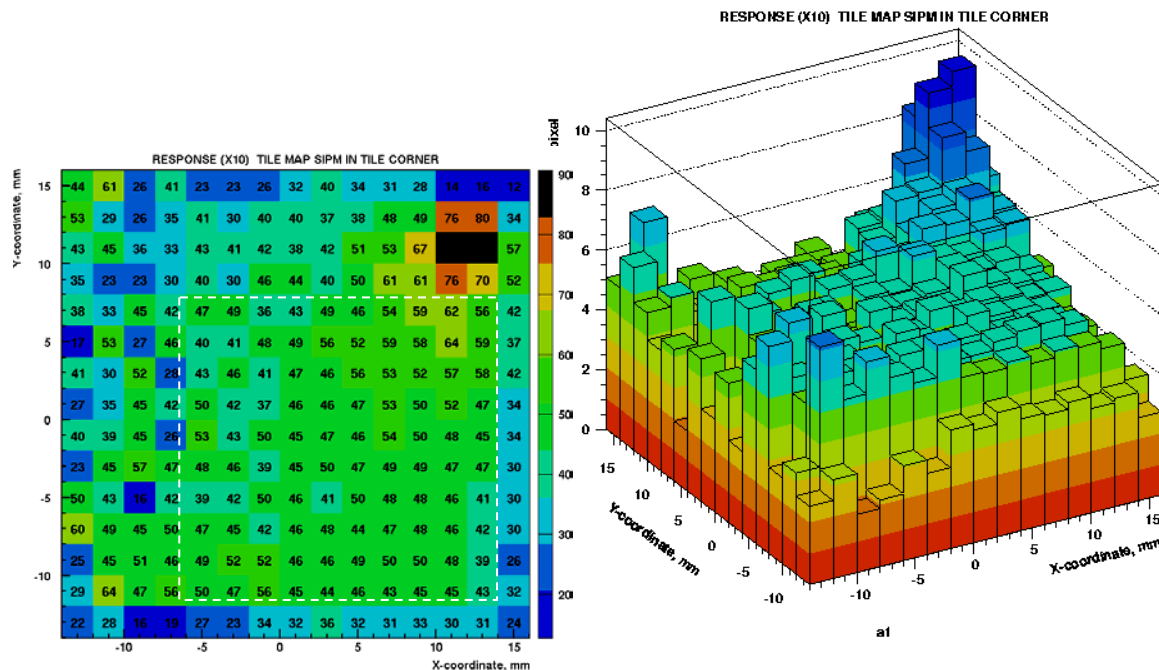 RESPONSE (X10) TILE MAP SIPM IN TILE CORNER
Y-coordinate, mm
15 44 61 26 41 23 23 26 32 40 34 31 28 14 16 12 90
53 29 26 35 41 30 40 40 37 38 48 49 76 80 34
80
10 43 45 36 33 43 41 42 38 42 51 53 67 57
35 23 23 30 40 30 46 44 40 50 61 61 76 70 52
70
38 33 45 42 47 49 36 43 49 46 54 59 62 56 42
5 17 53 27 46 40 41 48 49 56 52 59 58 64 59 37
60
41 30 52 28 43 46 41 47 46 56 53 52 57 58 42
0 27 35 45 42 50 42 37 46 46 47 53 50 52 47 34
50
40 39 45 26 53 43 50 45 47 46 54 50 48 45 34
23 45 57 47 48 46 39 45 50 47 49 49 47 47 30
40
-5 50 43 16 42 39 42 50 46 41 50 48 48 46 41 30
60 49 45 50 47 45 42 46 48 44 47 48 46 42 30
30
25 45 51 46 49 52 52 46 46 49 50 50 48 39 26
-10 29 64 47 56 50 47 56 45 44 46 43 45 45 43 32
20
22 28 16 19 27 23 34 32 36 32 31 33 30 31 24
-10 -5 0 5 10 15
X-coordinate, mm
RESPONSE (X10) TILE MAP SIPM IN TILE CORNER
pixel
10
8
6
4
2
0
15
10
5
0
-5
-10
Y-coordinate, mm
-10
-5
0
5
10
15
X-coordinate, mm
a1